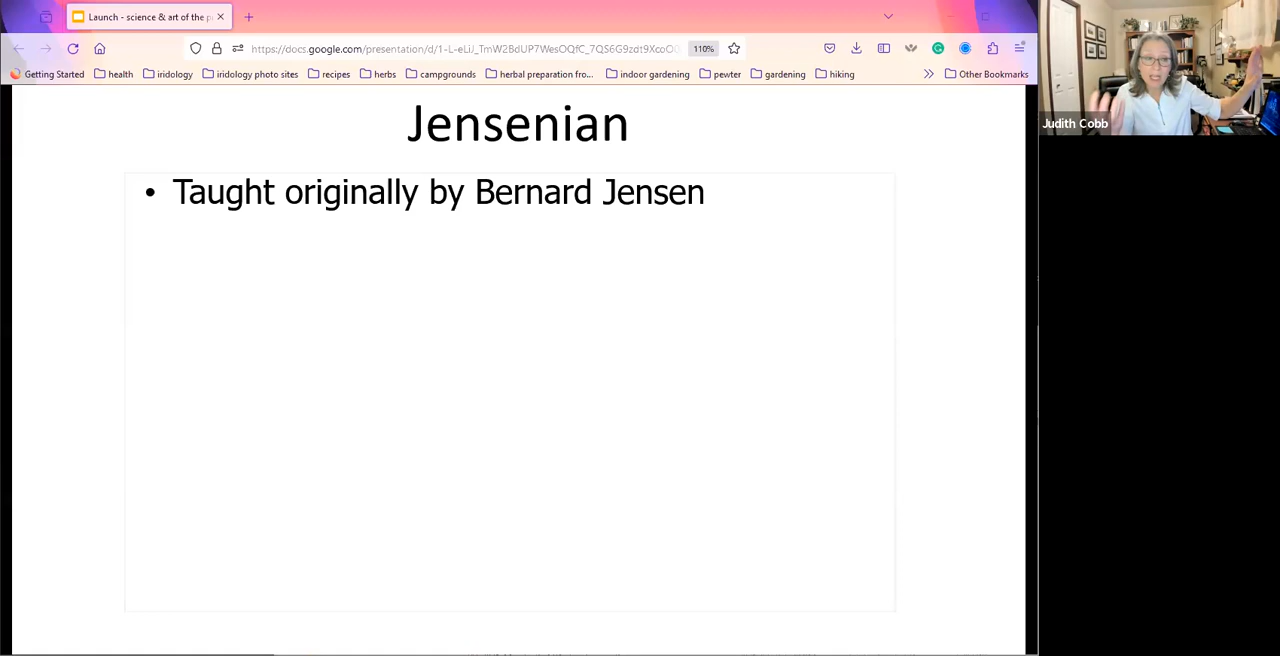 Launch - science & art of the p
https://docs.google.com/presentation/d/1-L-eLiJ_TmW2BdUP7WesOQfC_7QS6G9zdt9XcoO
110%
Getting Started health iridology iridology photo sites recipes herbs campgrounds herbal preparation fro... indoor gardening pewter gardening hiking Other Bookmarks
Judith Cobb
Jensenian
• Taught originally by Bernard Jensen